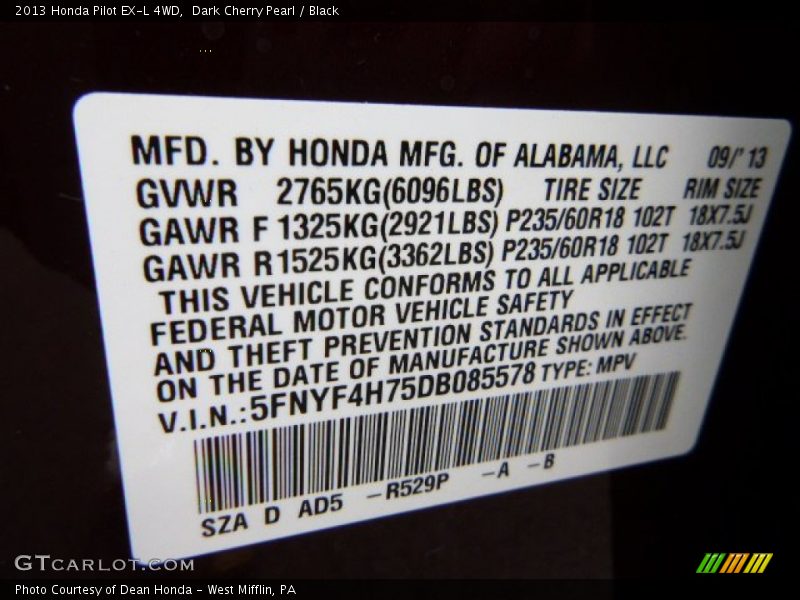 2013 Honda Pilot EX-L 4WD,  Dark Cherry Pearl / Black
MFD. BY HONDA MFG. OF ALABAMA, LLC 09/'13
GVWR 2765KG(6096LBS) TIRE SIZE RIM SIZE
GAWR F 1325KG(2921LBS) P235/60R18 102T 18X7.5J
GAWR R 1525KG(3362LBS) P235/60R18 102T 18X7.5J
THIS VEHICLE CONFORMS TO ALL APPLICABLE
FEDERAL MOTOR VEHICLE SAFETY
AND THEFT PREVENTION STANDARDS IN EFFECT
ON THE DATE OF MANUFACTURE SHOWN ABOVE.
V.I.N.: 5FNYF4H75DB085578 TYPE: MPV
SZA D AD5 -R529P -A -B
GTCARLOT.COM
Photo Courtesy of Dean Honda - West Mifflin, PA